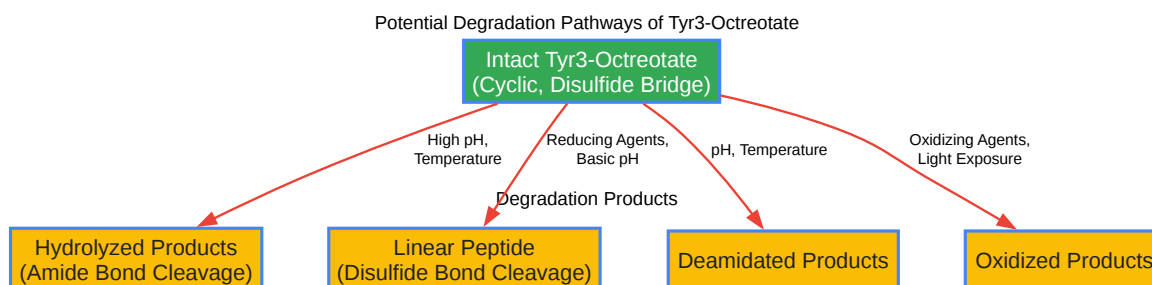 Potential Degradation Pathways of Tyr3-Octreotate
Intact Tyr3-Octreotate
(Cyclic, Disulfide Bridge)
High pH,
Temperature
Reducing Agents,
Basic pH
pH, Temperature
Oxidizing Agents,
Light Exposure
Degradation Products
Hydrolyzed Products
(Amide Bond Cleavage)
Linear Peptide
(Disulfide Bond Cleavage)
Deamidated Products
Oxidized Products